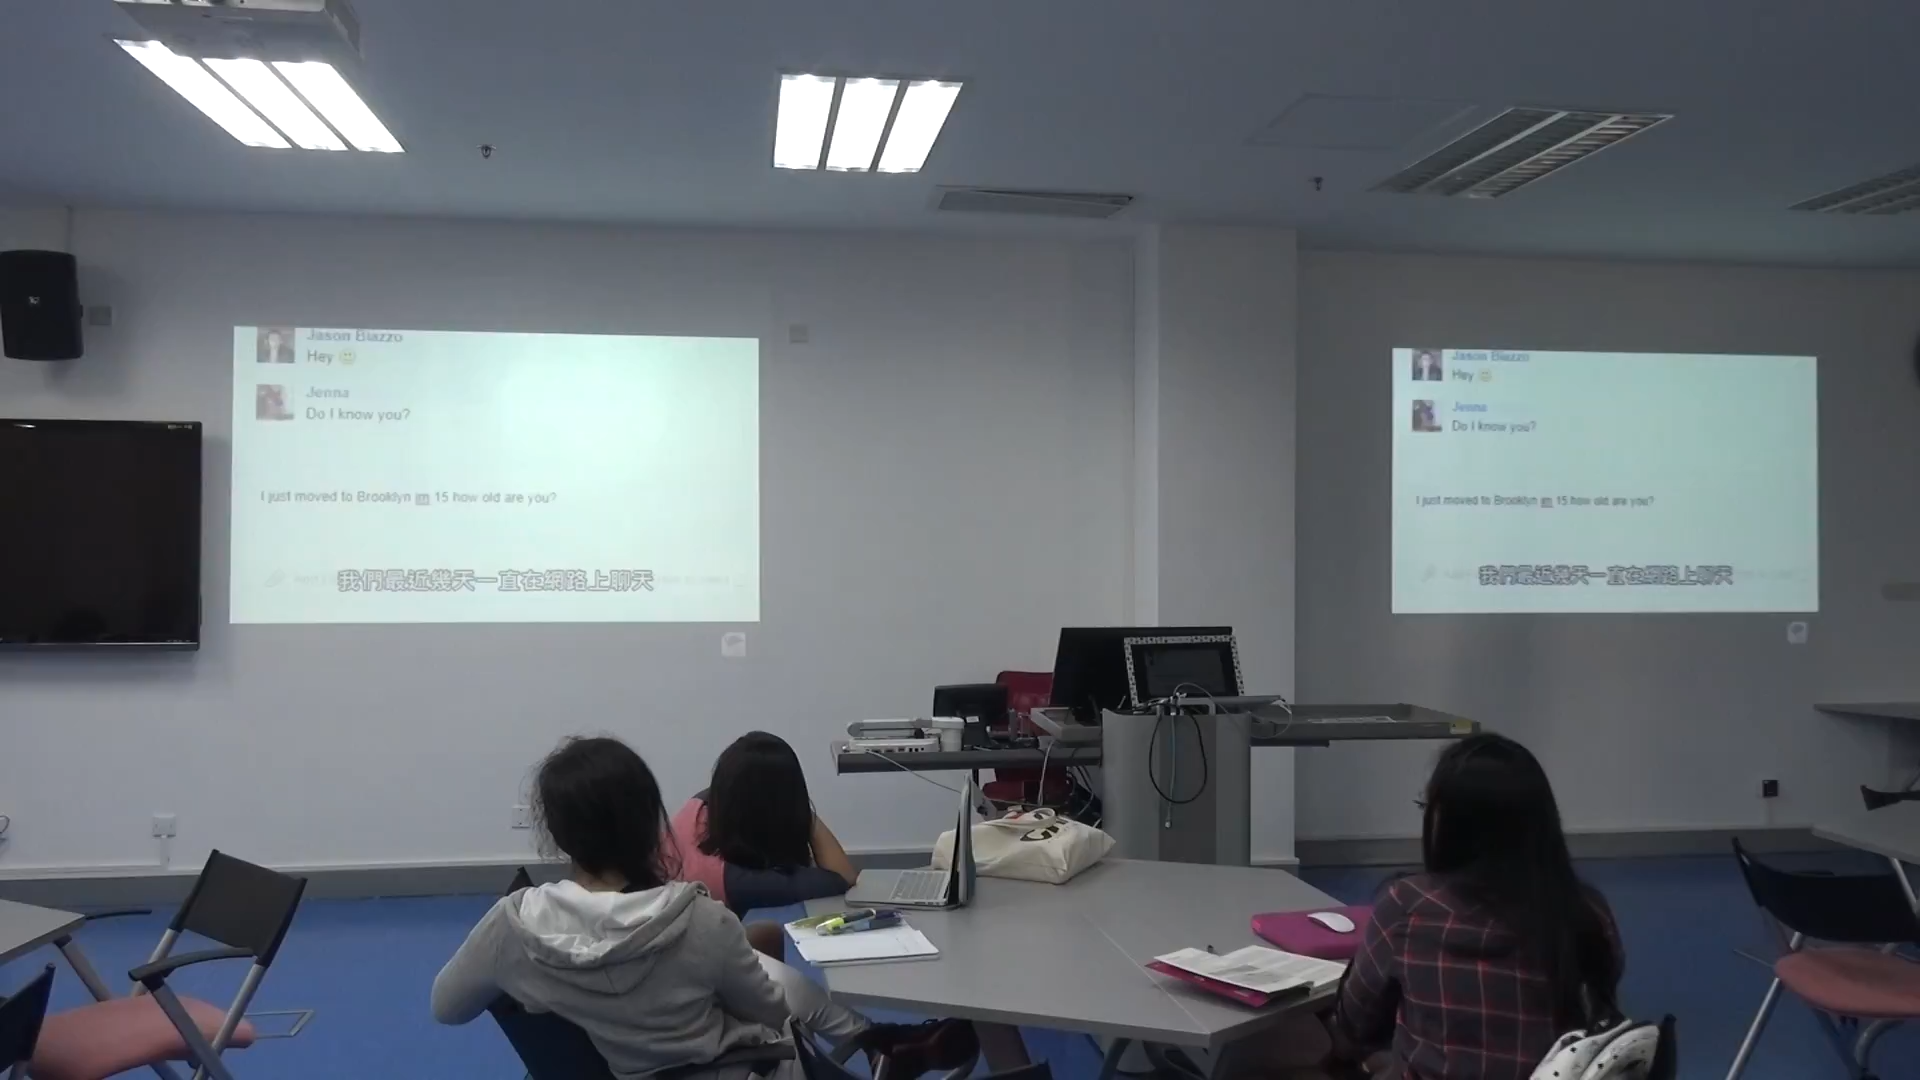 Jason Biazzo
Hey
Jenna
Do I know you?
I just moved to Brooklyn im 15 how old are you?
我們最近幾天一直在網路上聊天
Jason Biazzo
Hey
Jenna
Do I know you?
I just moved to Brooklyn im 15 how old are you?
我們最近幾天一直在網路上聊天